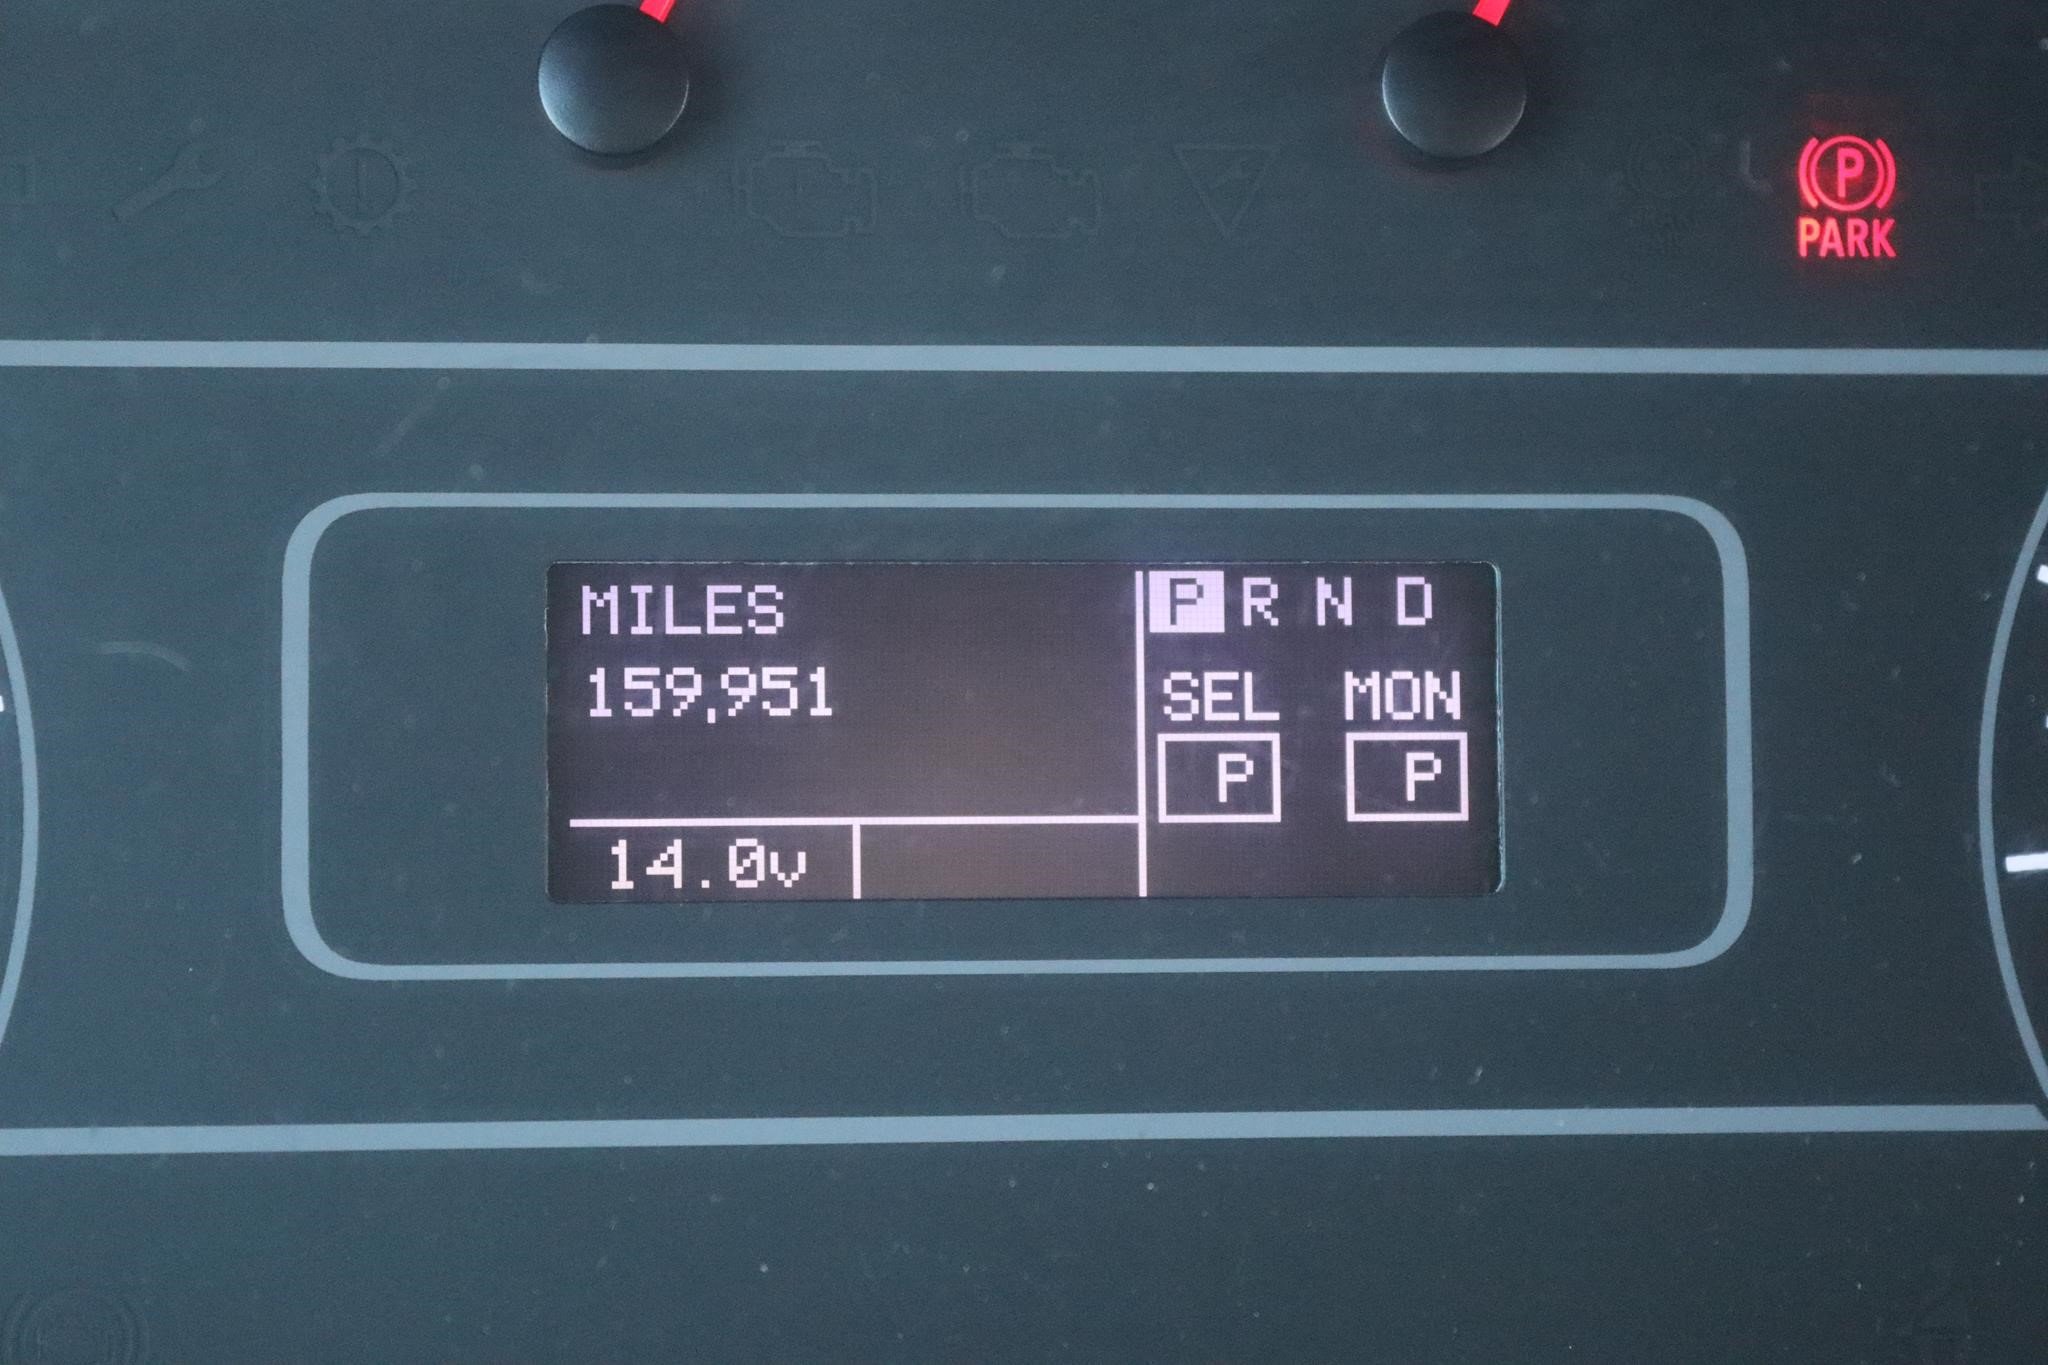 P
PARK
MILES
159,951
P R N D
SEL MON
P P
14.0v